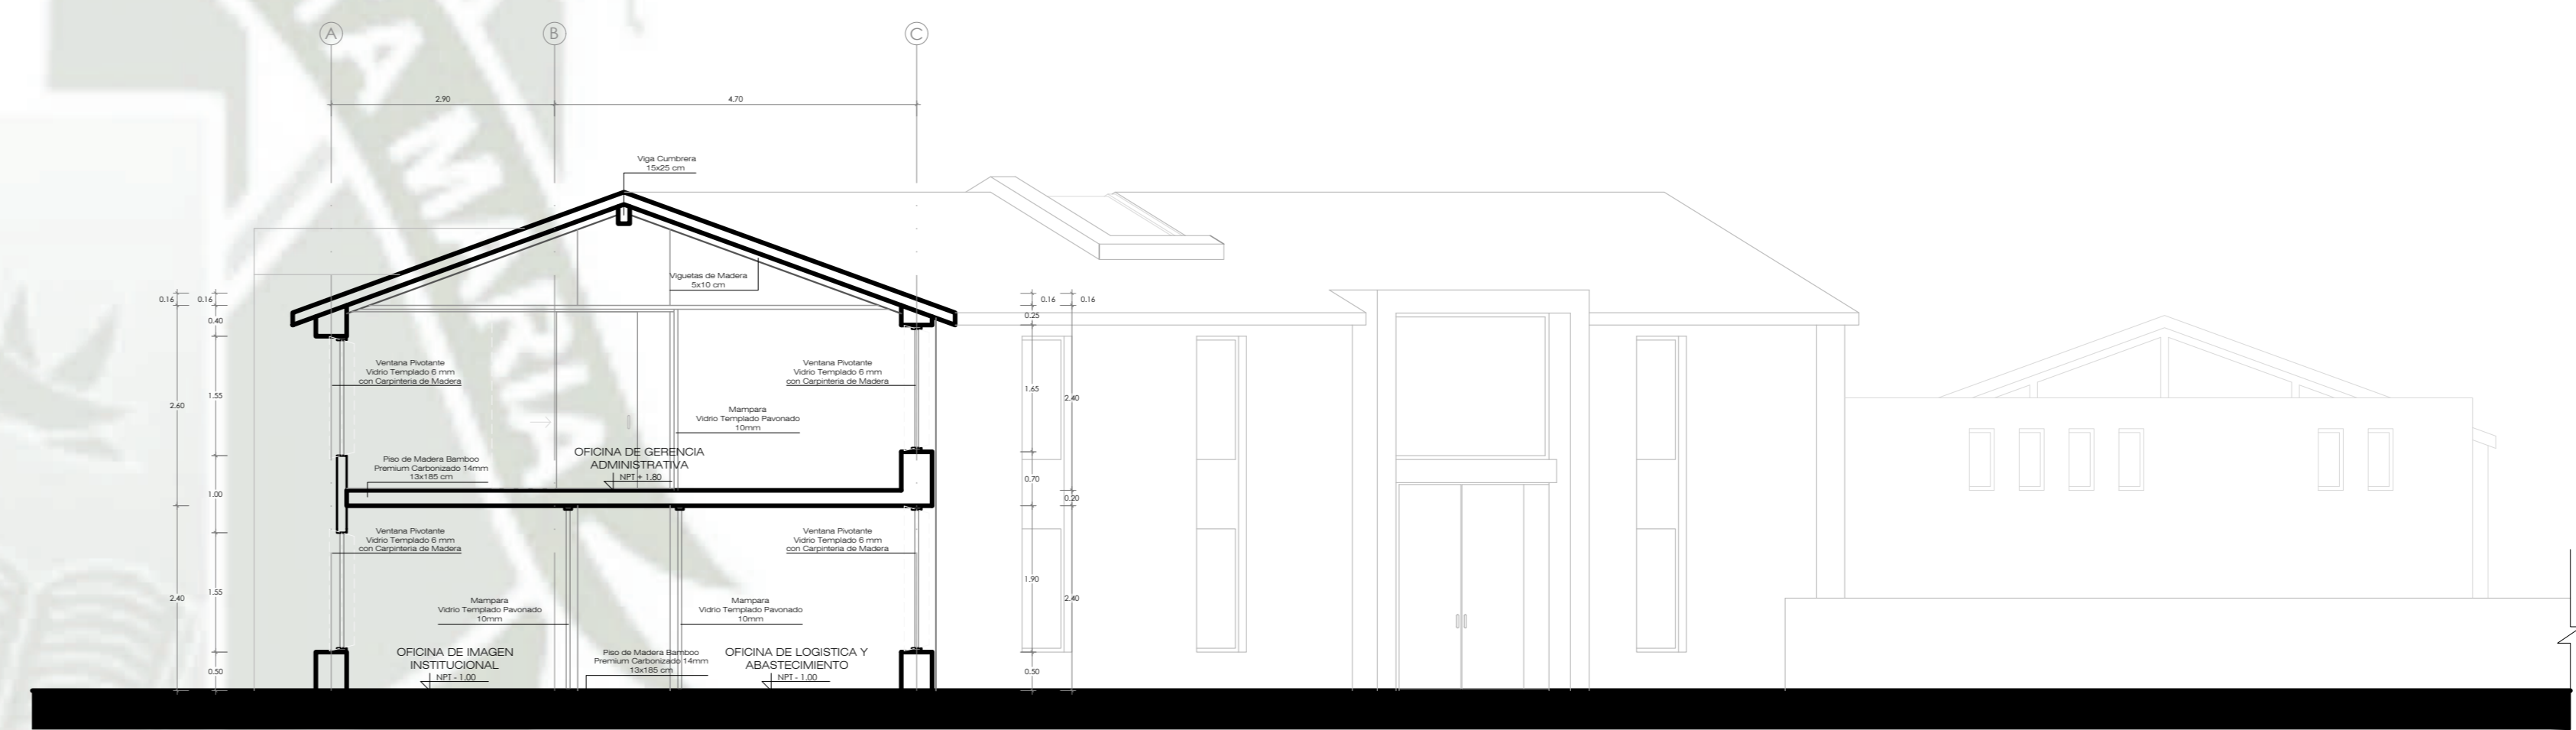 A
B
C
2.90
4.70
Viga Cumbrera
15x25 cm
Viguetas de Madera
5x10 cm
0.16
0.16
0.40
2.60
1.55
1.00
2.40
1.55
0.50
0.16
0.16
0.25
1.65
2.40
0.70
0.20
1.90
2.40
0.50
Ventana Pivotante
Vidrio Templado 6 mm
con Carpinteria de Madera
Ventana Pivotante
Vidrio Templado 6 mm
con Carpinteria de Madera
Mampara
Vidrio Templado Pavonado
10mm
OFICINA DE GERENCIA
ADMINISTRATIVA
NPT + 1.80
Piso de Madera Bamboo
Premium Carbonizado 14mm
13x185 cm
Ventana Pivotante
Vidrio Templado 6 mm
con Carpinteria de Madera
Ventana Pivotante
Vidrio Templado 6 mm
con Carpinteria de Madera
Mampara
Vidrio Templado Pavonado
10mm
Mampara
Vidrio Templado Pavonado
10mm
OFICINA DE IMAGEN
INSTITUCIONAL
NPT - 1.00
Piso de Madera Bamboo
Premium Carbonizado 14mm
13x185 cm
OFICINA DE LOGISTICA Y
ABASTECIMIENTO
NPT - 1.00